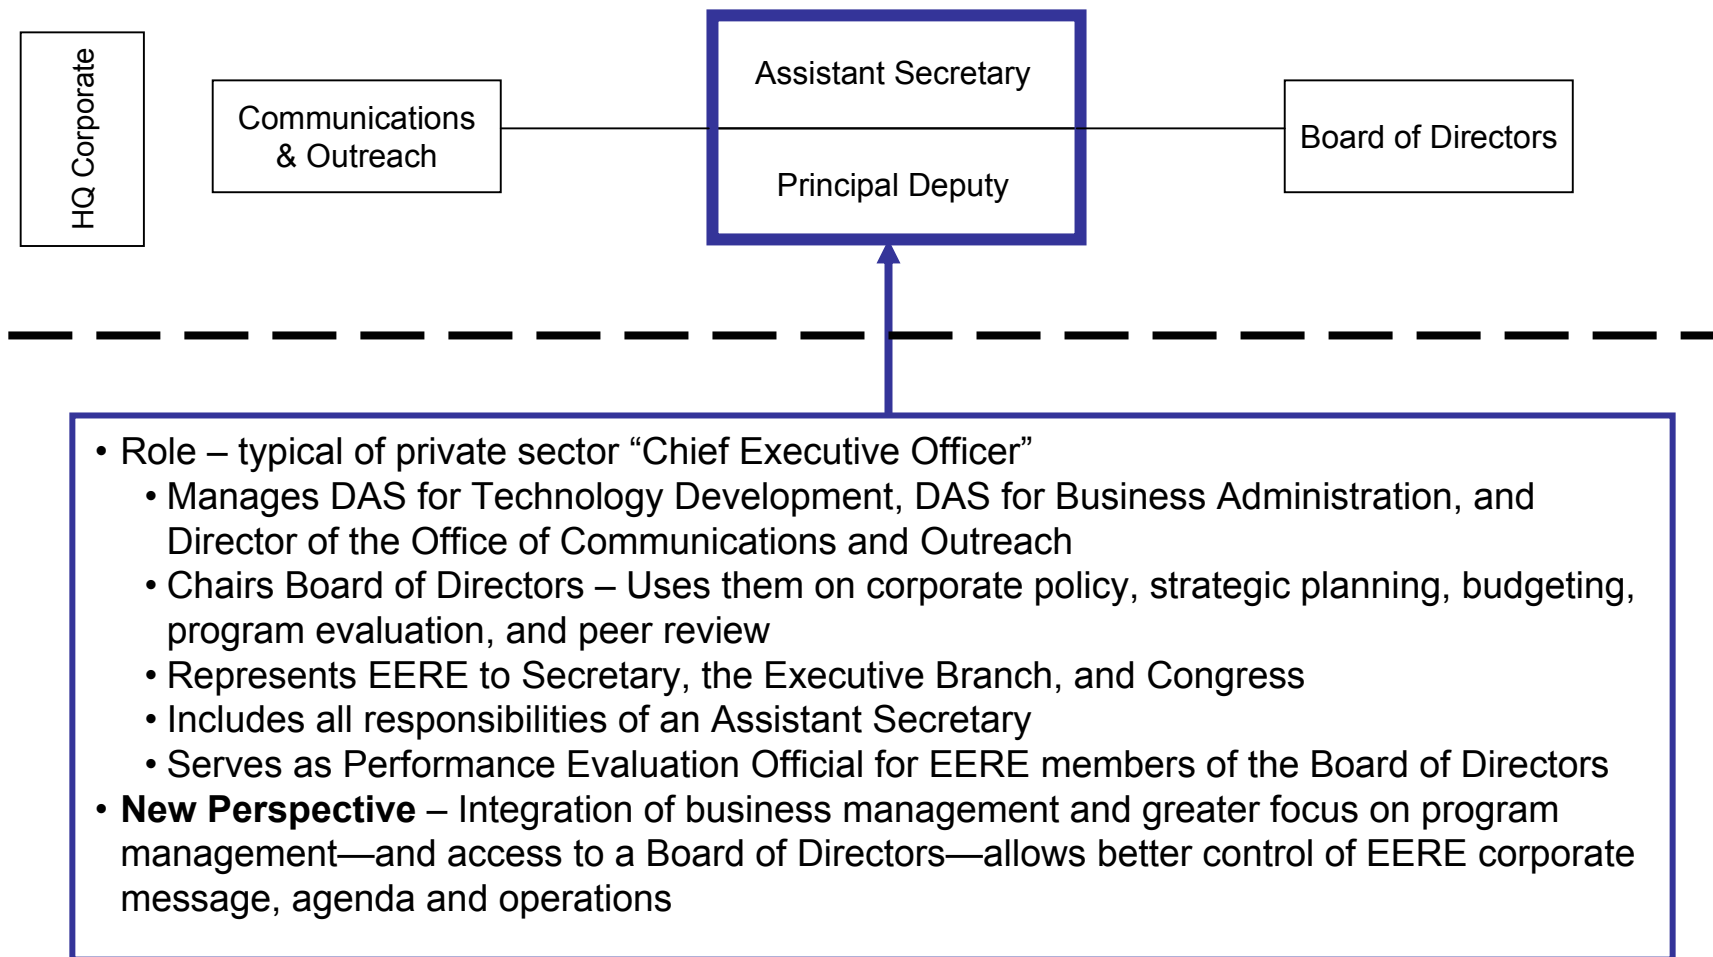 HQ Corporate
Communications
& Outreach
Assistant Secretary
Principal Deputy
Board of Directors
• Role – typical of private sector “Chief Executive Officer”
• Manages DAS for Technology Development, DAS for Business Administration, and
Director of the Office of Communications and Outreach
• Chairs Board of Directors – Uses them on corporate policy, strategic planning, budgeting,
program evaluation, and peer review
• Represents EERE to Secretary, the Executive Branch, and Congress
• Includes all responsibilities of an Assistant Secretary
• Serves as Performance Evaluation Official for EERE members of the Board of Directors
• New Perspective – Integration of business management and greater focus on program
management—and access to a Board of Directors—allows better control of EERE corporate
message, agenda and operations